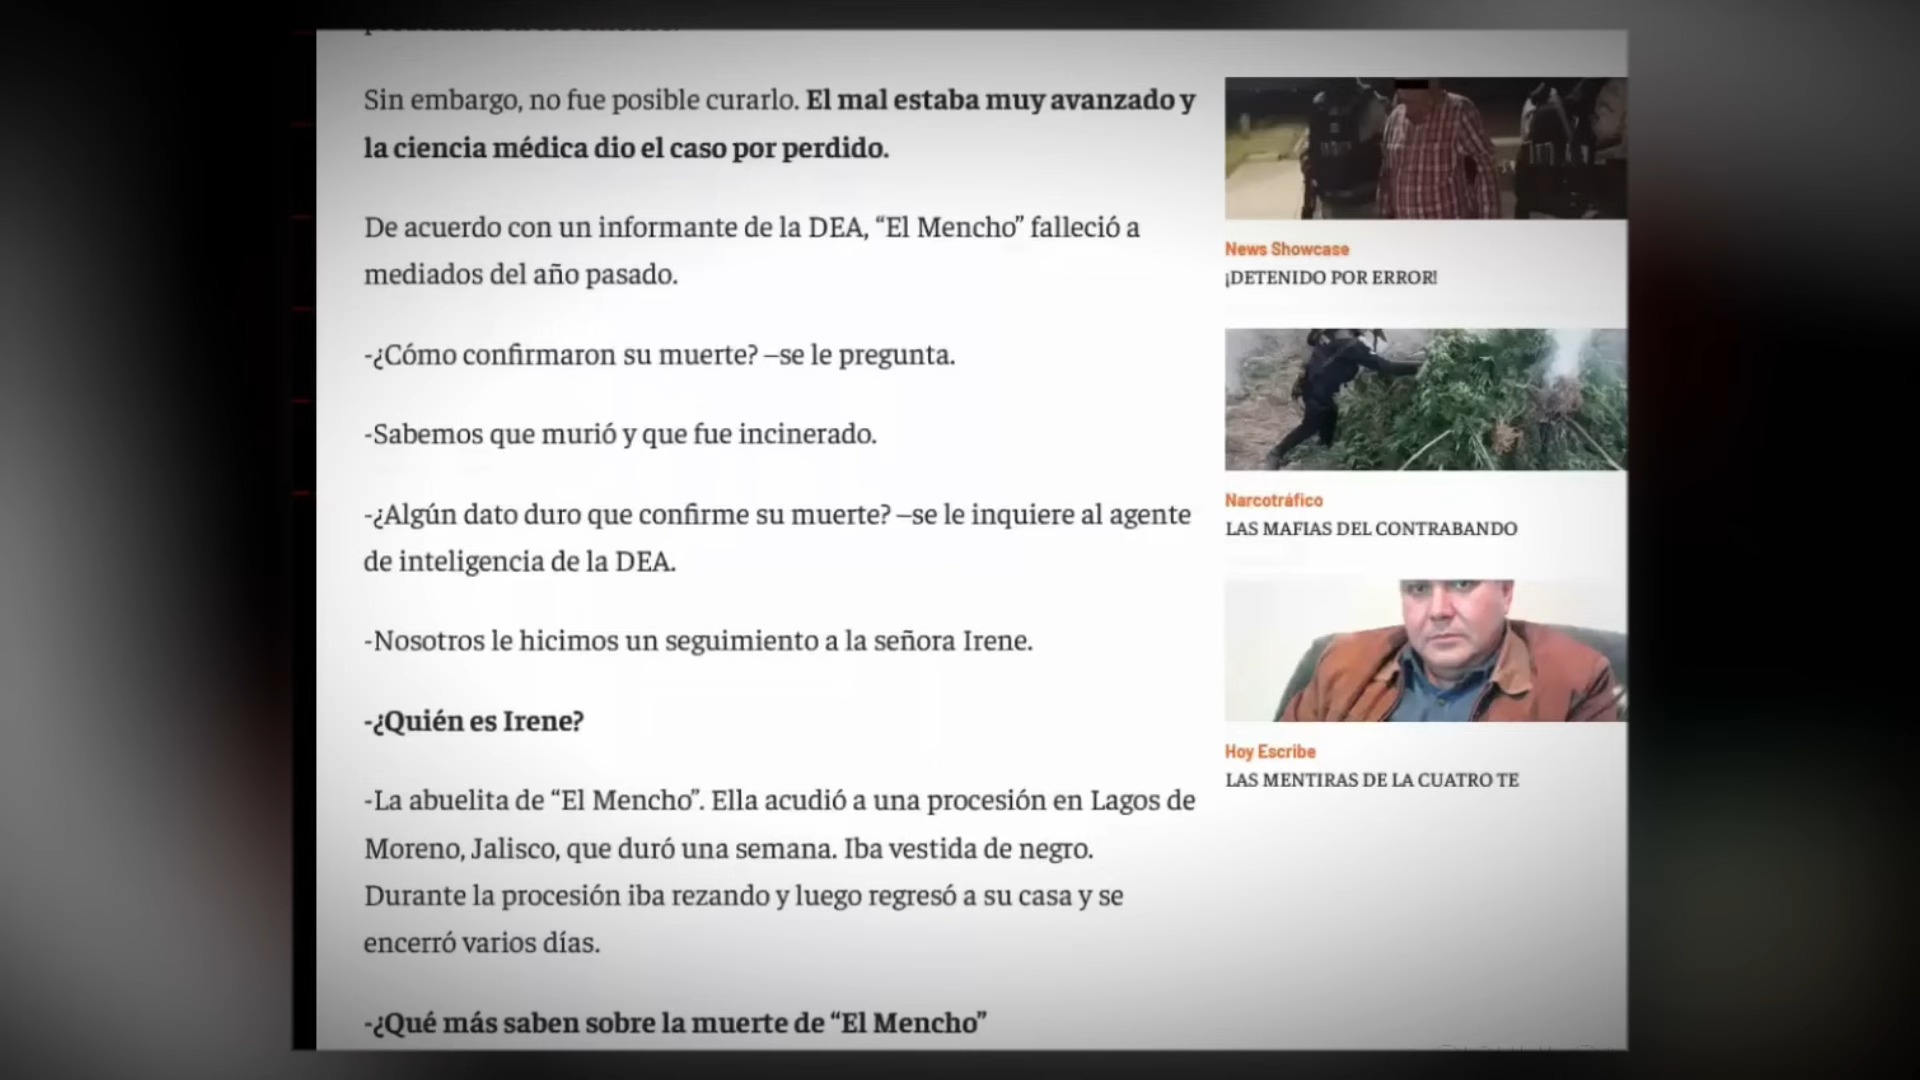 Sin embargo, no fue posible curarlo. El mal estaba muy avanzado y
la ciencia médica dio el caso por perdido.
De acuerdo con un informante de la DEA, “El Mencho” falleció a
mediados del año pasado.
-¿Cómo confirmaron su muerte? –se le pregunta.
-Sabemos que murió y que fue incinerado.
-¿Algún dato duro que confirme su muerte? –se le inquiere al agente
de inteligencia de la DEA.
-Nosotros le hicimos un seguimiento a la señora Irene.
-¿Quién es Irene?
-La abuelita de “El Mencho”. Ella acudió a una procesión en Lagos de
Moreno, Jalisco, que duró una semana. Iba vestida de negro.
Durante la procesión iba rezando y luego regresó a su casa y se
encerró varios días.
-¿Qué más saben sobre la muerte de “El Mencho”
News Showcase
¡DETENIDO POR ERROR!
Narcotráfico
LAS MAFIAS DEL CONTRABANDO
Hoy Escribe
LAS MENTIRAS DE LA CUATRO TE